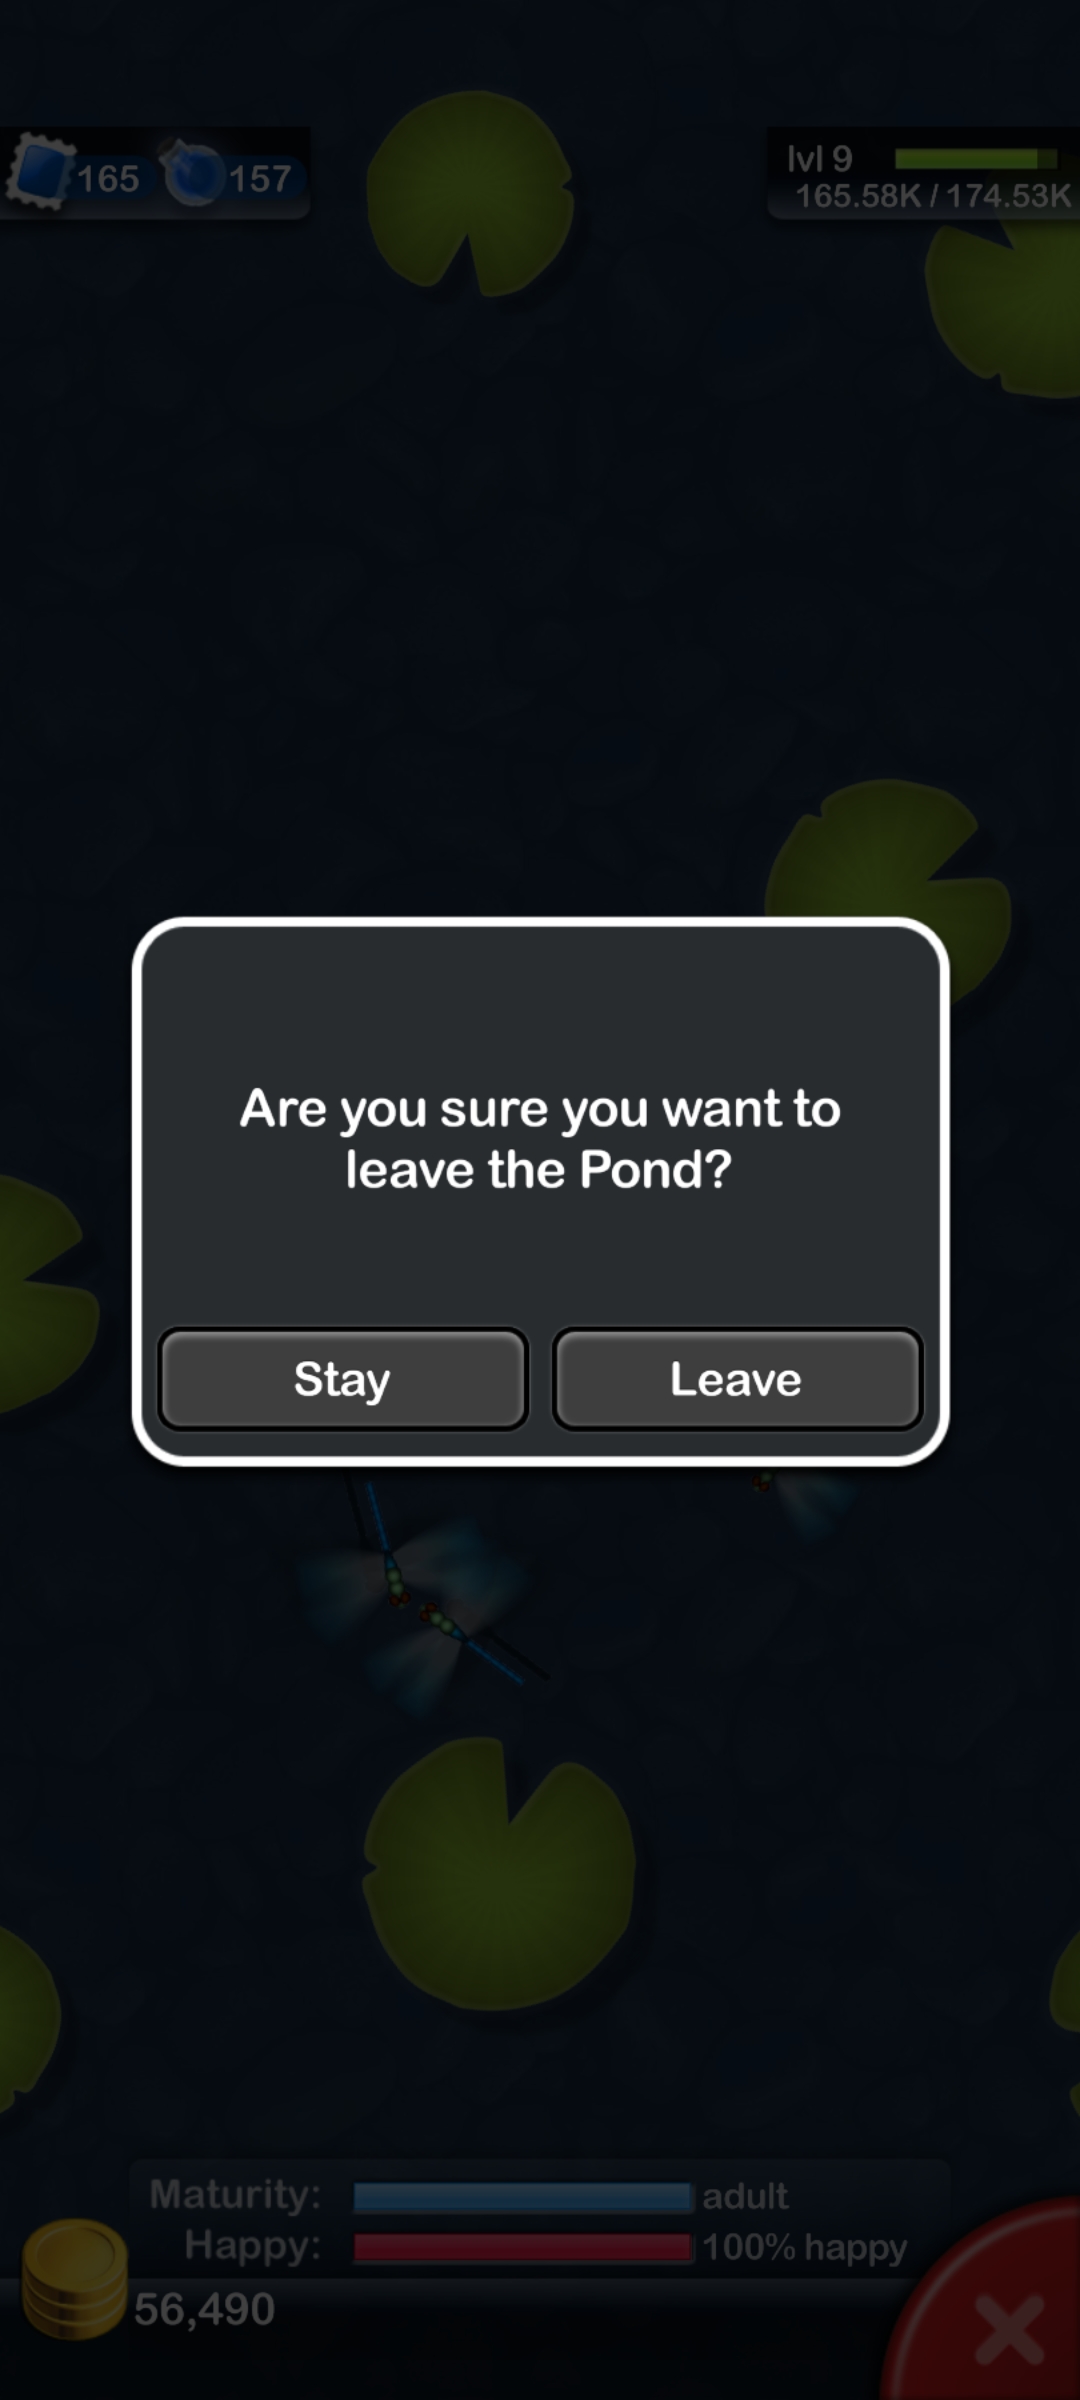 165 157
lvl 9
165.58K / 174.53K
Are you sure you want to
leave the Pond?
Stay Leave
Maturity: adult
Happy: 100% happy
56,490